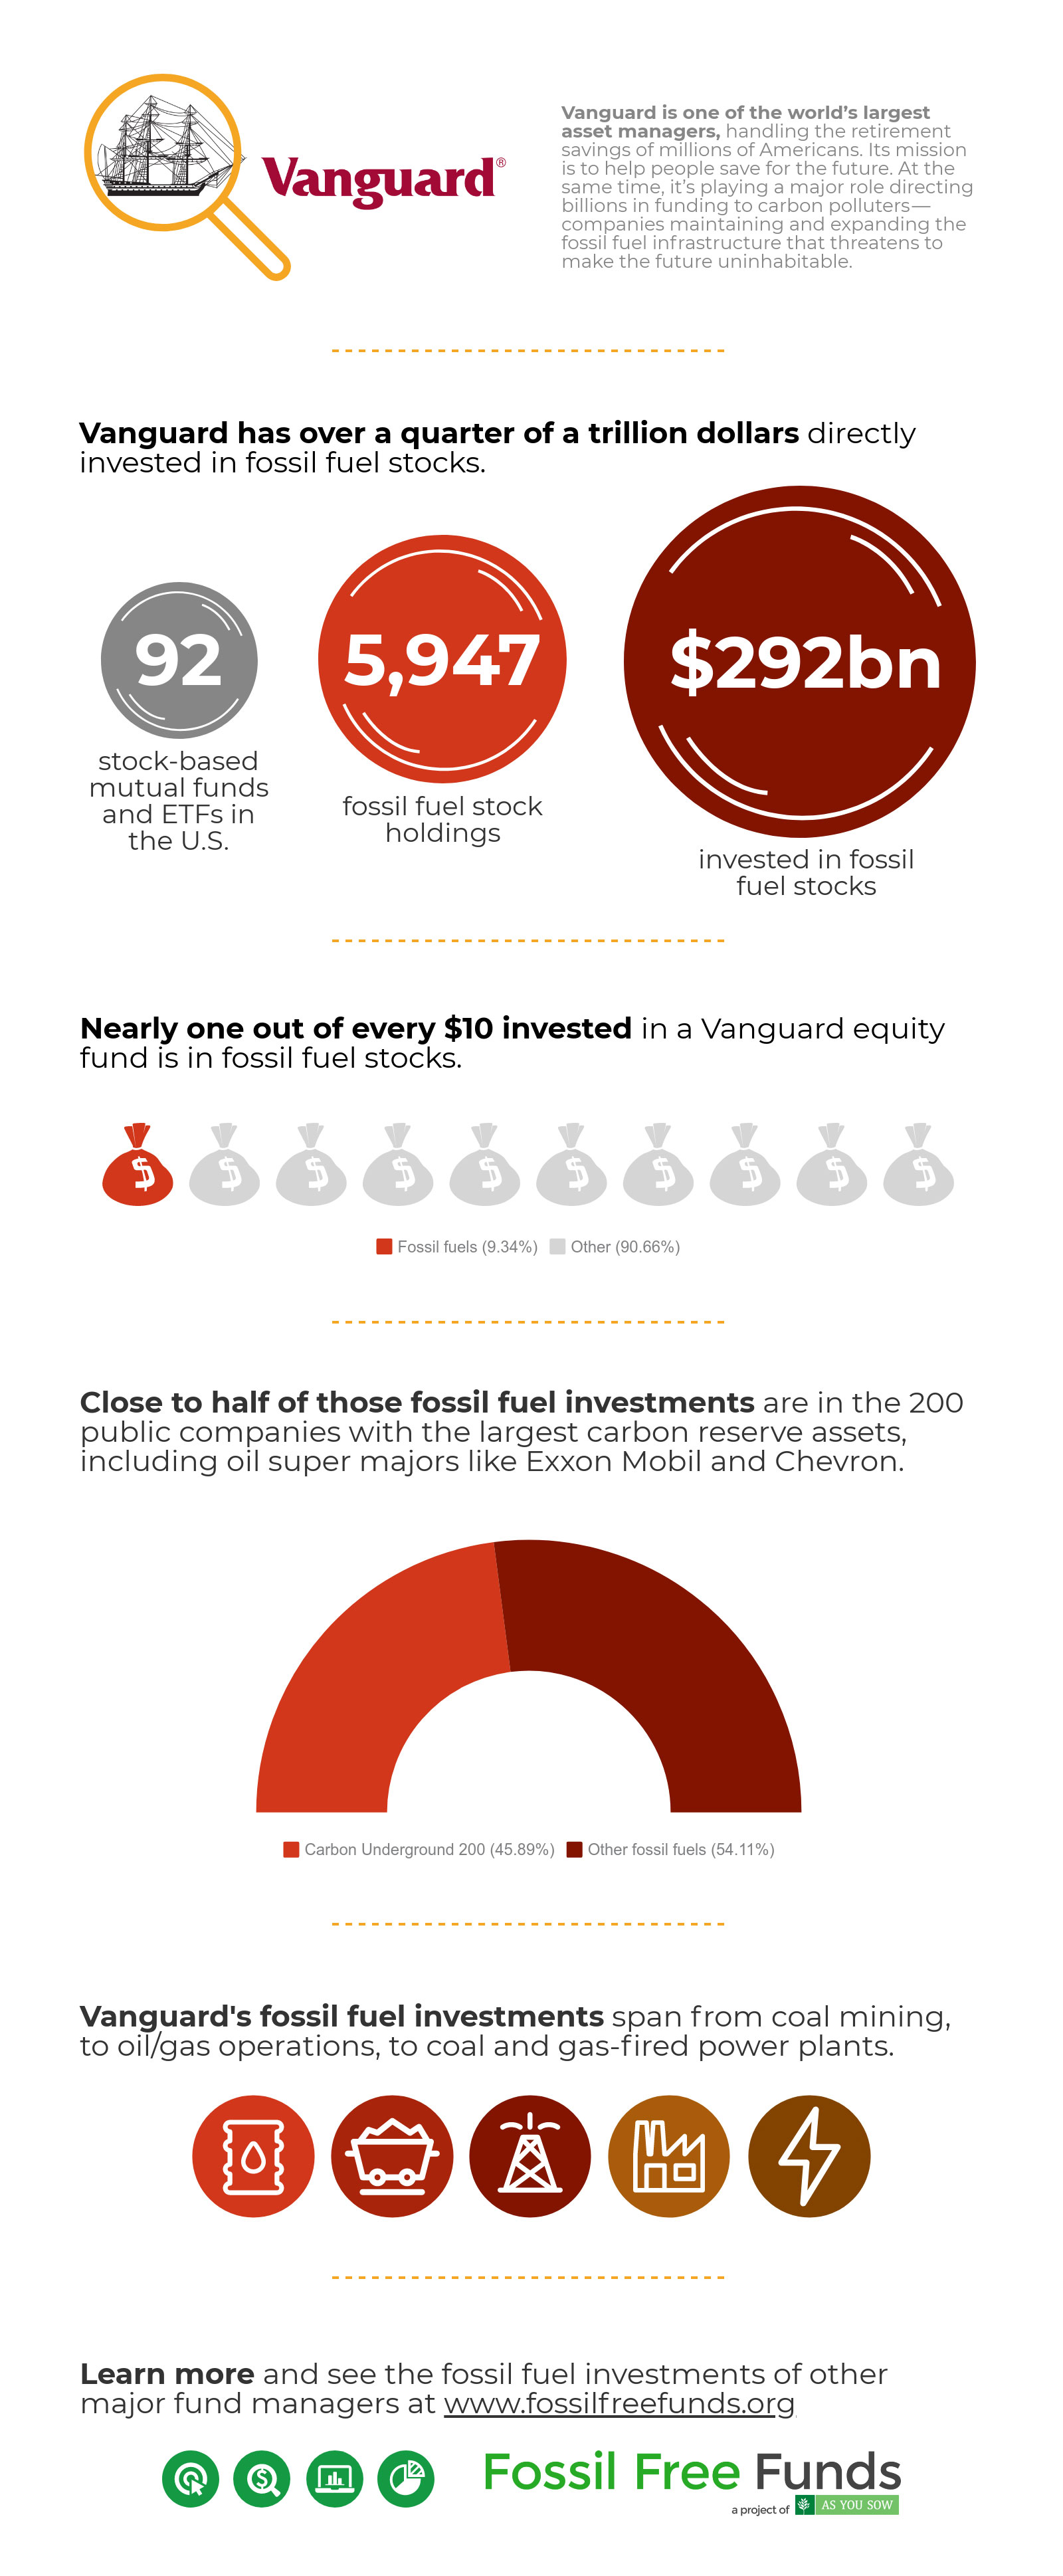 Vanguard®
Vanguard is one of the world's largest
asset managers, handling the retirement
savings of millions of Americans. Its mission
is to help people save for the future. At the
same time, it's playing a major role directing
billions in funding to carbon polluters—
companies maintaining and expanding the
fossil fuel infrastructure that threatens to
make the future uninhabitable.
Vanguard has over a quarter of a trillion dollars directly
invested in fossil fuel stocks.
92
stock-based
mutual funds
and ETFs in
the U.S.
5,947
fossil fuel stock
holdings
$292bn
invested in fossil
fuel stocks
Nearly one out of every $10 invested in a Vanguard equity
fund is in fossil fuel stocks.
$ $ $ $ $ $ $ $ $ $
Fossil fuels (9.34%) Other (90.66%)
Close to half of those fossil fuel investments are in the 200
public companies with the largest carbon reserve assets,
including oil super majors like Exxon Mobil and Chevron.
Carbon Underground 200 (45.89%) Other fossil fuels (54.11%)
Vanguard's fossil fuel investments span from coal mining,
to oil/gas operations, to coal and gas-fired power plants.
Learn more and see the fossil fuel investments of other
major fund managers at www.fossilfreefunds.org
$
Fossil Free Funds
a project of AS YOU SOW